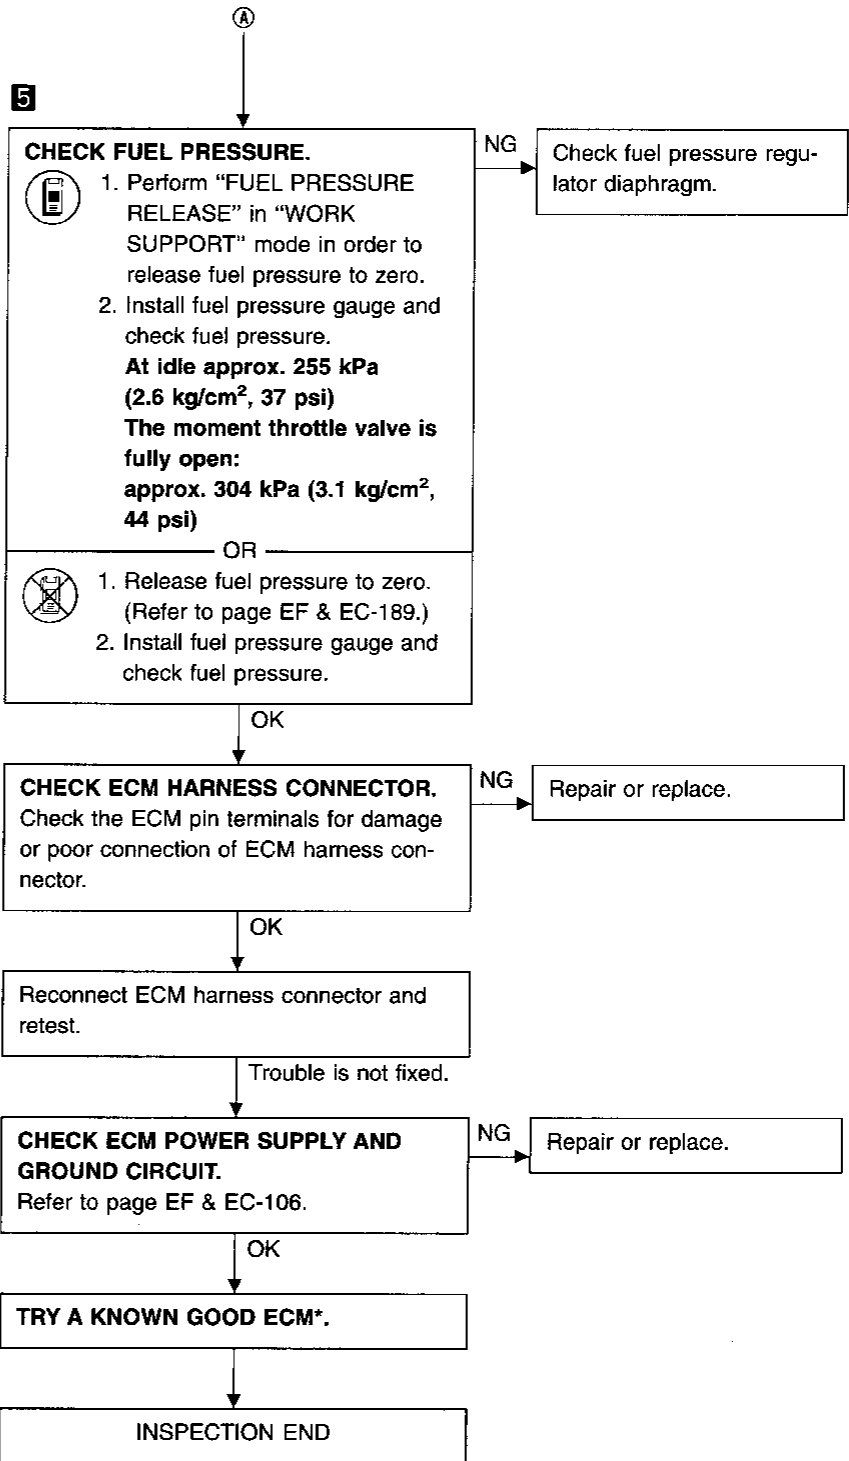 Ⓐ
5
CHECK FUEL PRESSURE.
1. Perform “FUEL PRESSURE
RELEASE” in “WORK
SUPPORT” mode in order to
release fuel pressure to zero.
2. Install fuel pressure gauge and
check fuel pressure.
At idle approx. 255 kPa
(2.6 kg/cm², 37 psi)
The moment throttle valve is
fully open:
approx. 304 kPa (3.1 kg/cm²,
44 psi)
OR
1. Release fuel pressure to zero.
(Refer to page EF & EC-189.)
2. Install fuel pressure gauge and
check fuel pressure.
NG
Check fuel pressure regu-
lator diaphragm.
OK
CHECK ECM HARNESS CONNECTOR.
Check the ECM pin terminals for damage
or poor connection of ECM harness con-
nector.
NG
Repair or replace.
OK
Reconnect ECM harness connector and
retest.
Trouble is not fixed.
CHECK ECM POWER SUPPLY AND
GROUND CIRCUIT.
Refer to page EF & EC-106.
NG
Repair or replace.
OK
TRY A KNOWN GOOD ECM*.
INSPECTION END